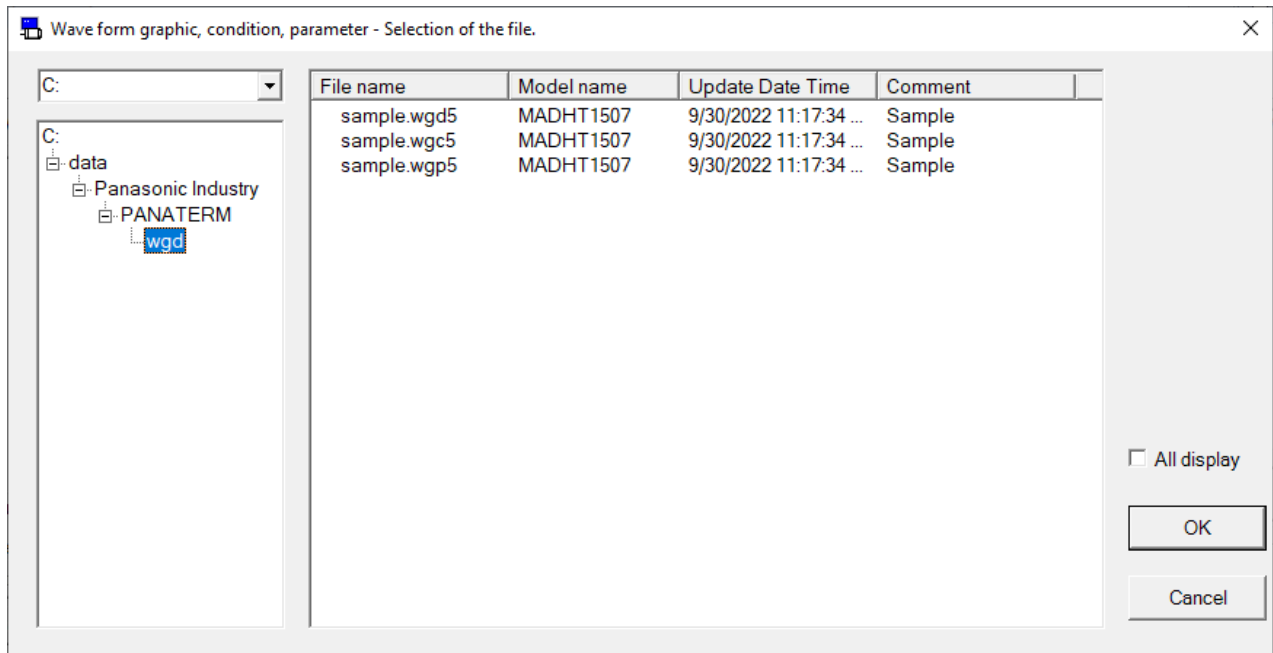 Wave form graphic, condition, parameter - Selection of the file.
C:
File name Model name Update Date Time Comment
sample.wgd5 MADHT1507 9/30/2022 11:17:34 ... Sample
sample.wgc5 MADHT1507 9/30/2022 11:17:34 ... Sample
sample.wgp5 MADHT1507 9/30/2022 11:17:34 ... Sample
C:
data
Panasonic Industry
PANATERM
wgd
All display
OK
Cancel